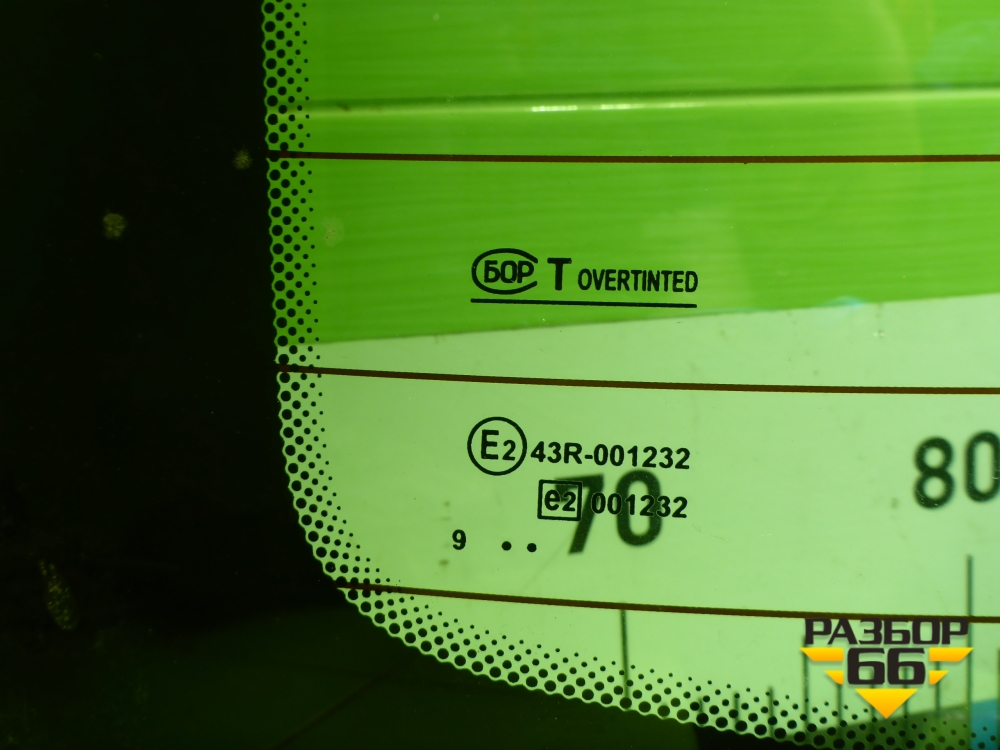 БОР Т OVERTINTED
E2 43R-001232
e2 001232
9 ..
70
80
РАЗБОР
66